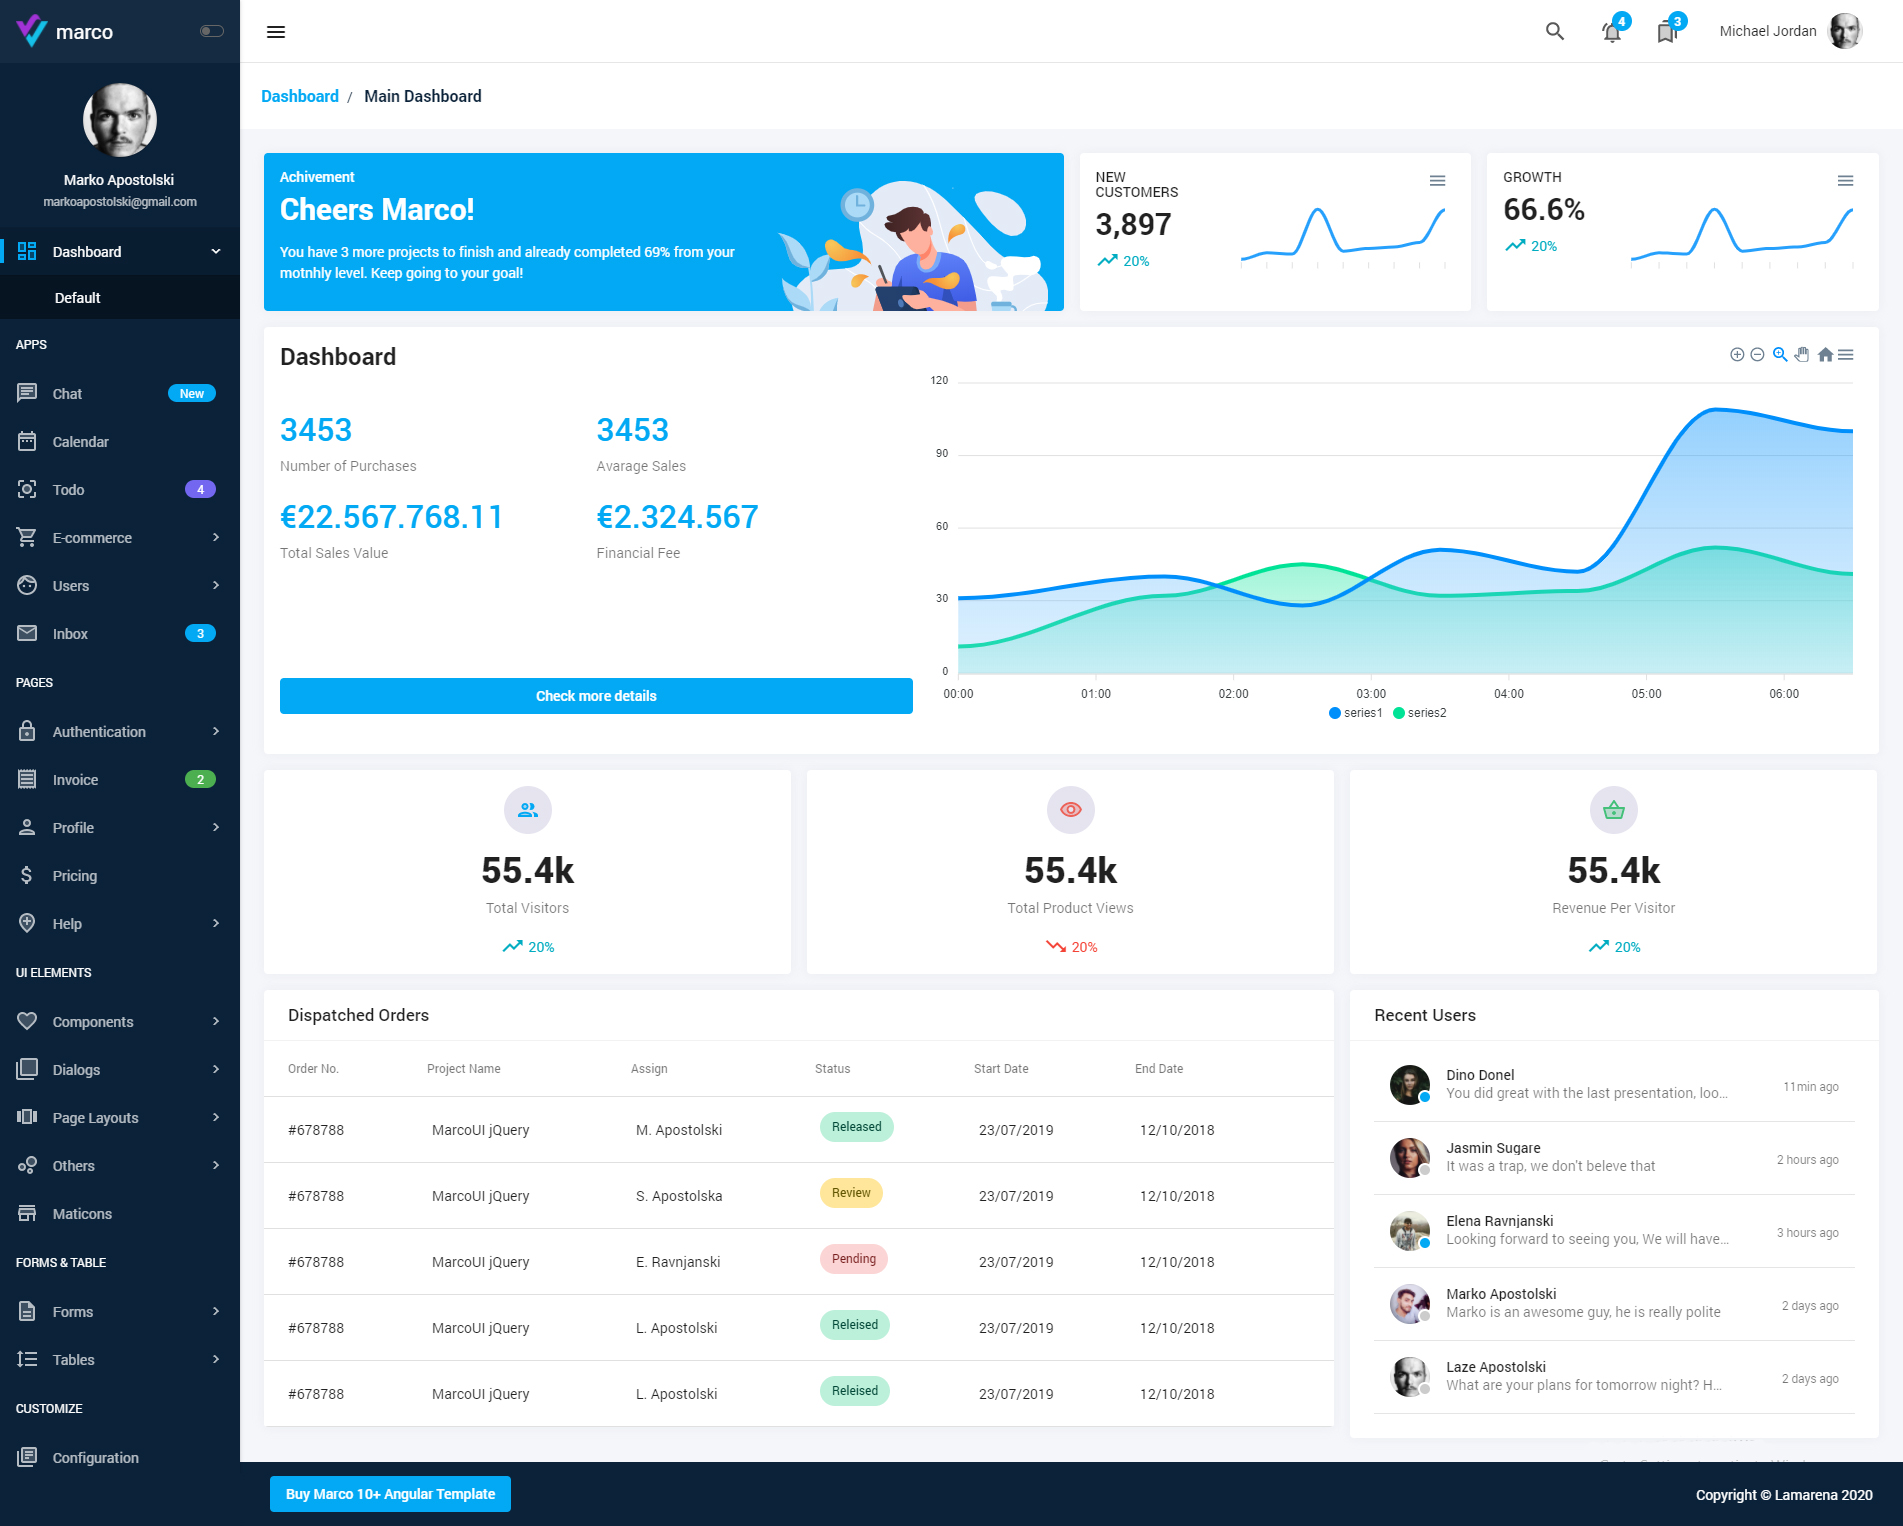 marco
Marko Apostolski
markoapostolski@gmail.com
Dashboard
Default
APPS
Chat New
Calendar
Todo 4
E-commerce
Users
Inbox 3
PAGES
Authentication
Invoice 2
Profile
Pricing
Help
UI ELEMENTS
Components
Dialogs
Page Layouts
Others
Maticons
FORMS & TABLE
Forms
Tables
CUSTOMIZE
Configuration
4 3 Michael Jordan
Dashboard / Main Dashboard
Achivement
Cheers Marco!
You have 3 more projects to finish and already completed 69% from your
motnhly level. Keep going to your goal!
NEW
CUSTOMERS
3,897
20%
GROWTH
66.6%
20%
Dashboard
3453
Number of Purchases
3453
Avarage Sales
€22.567.768.11
Total Sales Value
€2.324.567
Financial Fee
Check more details
120
90
60
30
0
00:00 01:00 02:00 03:00 04:00 05:00 06:00
series1 series2
55.4k
Total Visitors
20%
55.4k
Total Product Views
20%
55.4k
Revenue Per Visitor
20%
Dispatched Orders
Order No. Project Name Assign Status Start Date End Date
#678788 MarcoUI jQuery M. Apostolski Released 23/07/2019 12/10/2018
#678788 MarcoUI jQuery S. Apostolska Review 23/07/2019 12/10/2018
#678788 MarcoUI jQuery E. Ravnjanski Pending 23/07/2019 12/10/2018
#678788 MarcoUI jQuery L. Apostolski Releised 23/07/2019 12/10/2018
#678788 MarcoUI jQuery L. Apostolski Releised 23/07/2019 12/10/2018
Recent Users
Dino Donel
You did great with the last presentation, loo...
11min ago
Jasmin Sugare
It was a trap, we don't beleve that
2 hours ago
Elena Ravnjanski
Looking forward to seeing you, We will have...
3 hours ago
Marko Apostolski
Marko is an awesome guy, he is really polite
2 days ago
Laze Apostolski
What are your plans for tomorrow night? H...
2 days ago
Buy Marco 10+ Angular Template
Copyright © Lamarena 2020